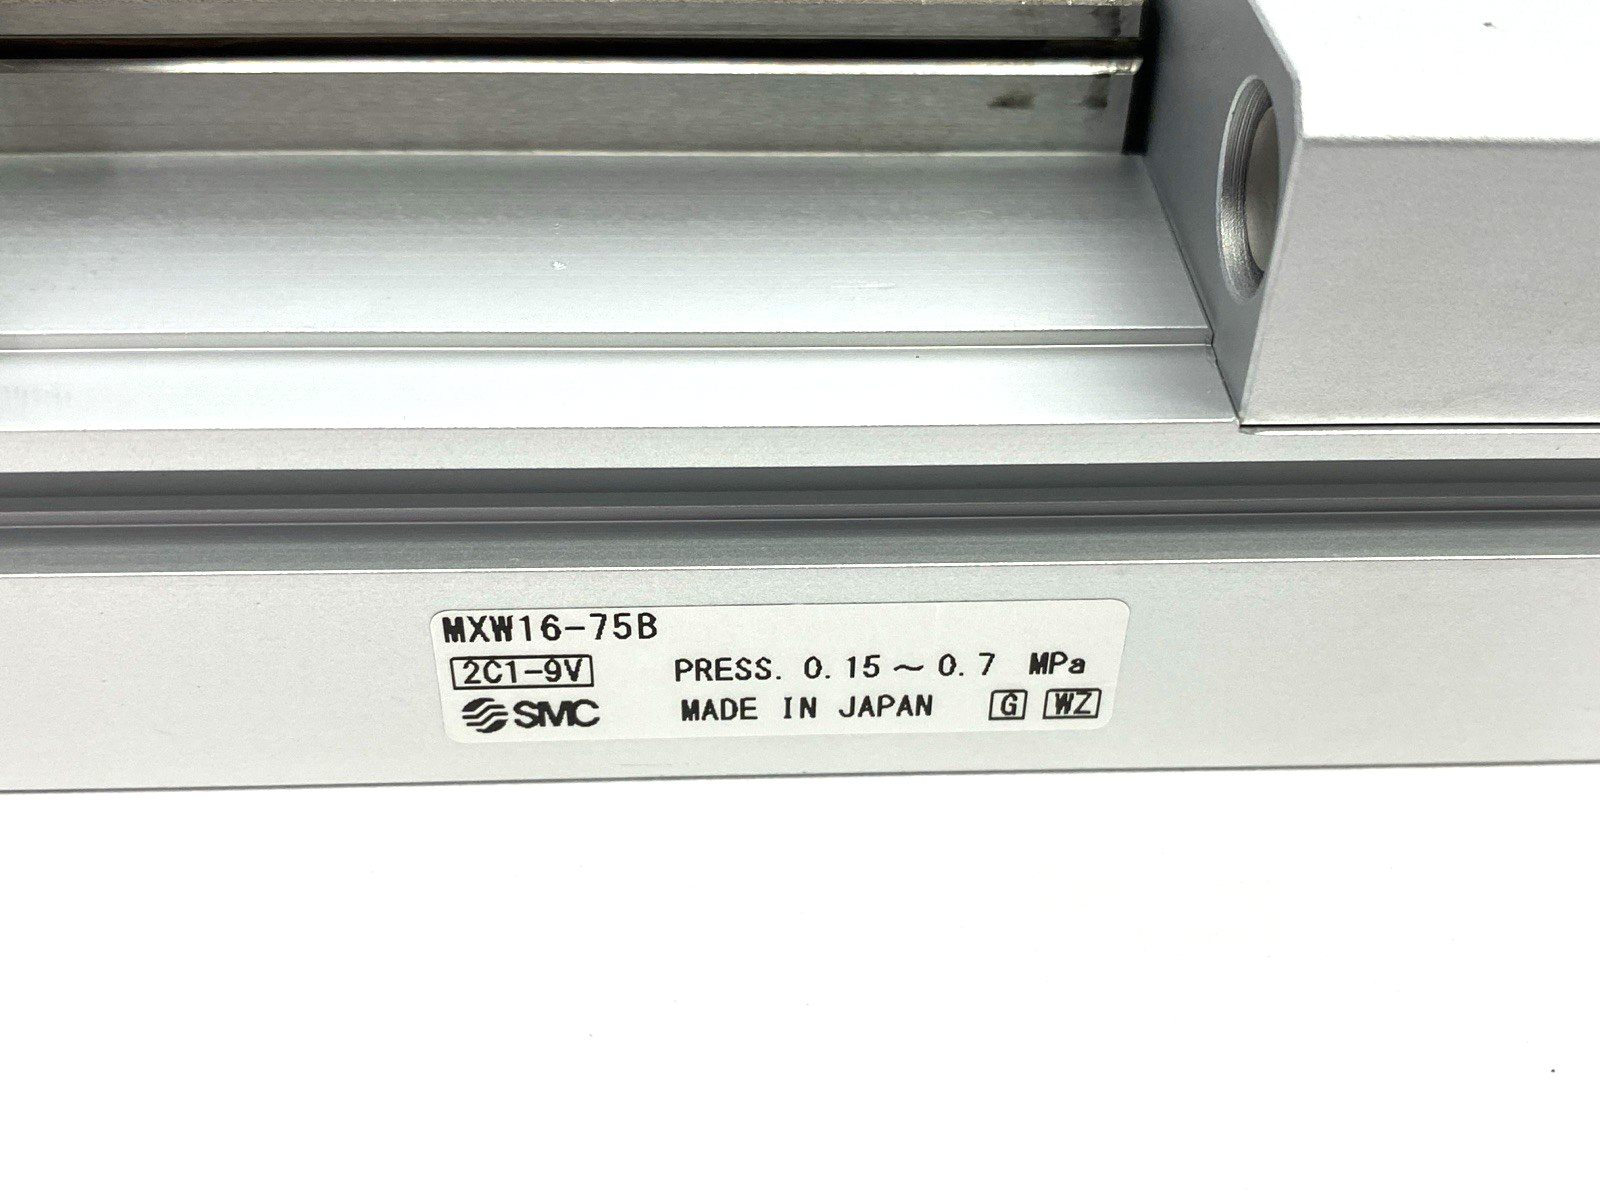 MXW16-75B
2C1-9V PRESS. 0.15～0.7 MPa
SMC MADE IN JAPAN G WZ